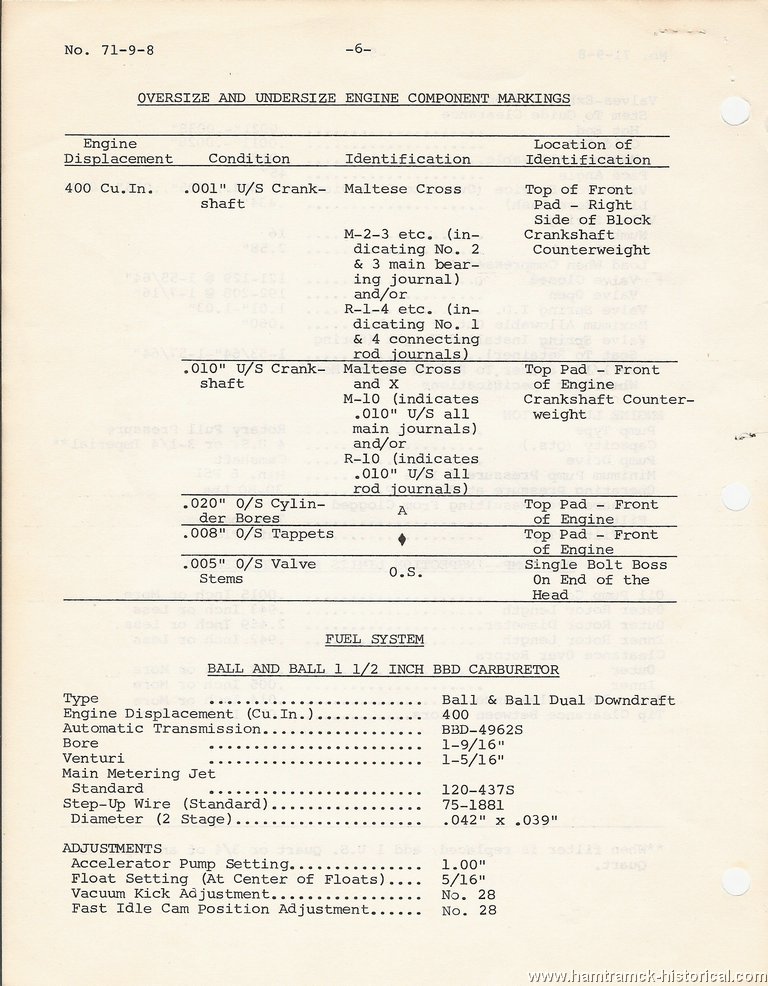 No. 71-9-8 -6-
OVERSIZE AND UNDERSIZE ENGINE COMPONENT MARKINGS
Engine Location of
Displacement Condition Identification Identification
400 Cu.In. .001" U/S Crank- Maltese Cross Top of Front
shaft Pad - Right
Side of Block
M-2-3 etc. (in- Crankshaft
dicating No. 2 Counterweight
& 3 main bear-
ing journal)
and/or
R-1-4 etc. (in-
dicating No. 1
& 4 connecting
rod journals)
.010" U/S Crank- Maltese Cross Top Pad - Front
shaft and X of Engine
M-10 (indicates Crankshaft Counter-
.010" U/S all weight
main journals)
and/or
R-10 (indicates
.010" U/S all
rod journals)
.020" O/S Cylin- A Top Pad - Front
der Bores of Engine
.008" O/S Tappets ♦ Top Pad - Front
of Engine
.005" O/S Valve O.S. Single Bolt Boss
Stems On End of the
Head
FUEL SYSTEM
BALL AND BALL 1 1/2 INCH BBD CARBURETOR
Type ........................ Ball & Ball Dual Downdraft
Engine Displacement (Cu.In.)............ 400
Automatic Transmission.................. BBD-4962S
Bore ........................ 1-9/16"
Venturi ........................ 1-5/16"
Main Metering Jet
Standard ........................ 120-437S
Step-Up Wire (Standard)................. 75-1881
Diameter (2 Stage)..................... .042" x .039"
ADJUSTMENTS
Accelerator Pump Setting............... 1.00"
Float Setting (At Center of Floats).... 5/16"
Vacuum Kick Adjustment................. No. 28
Fast Idle Cam Position Adjustment...... No. 28
www.hamtramck-historical.com